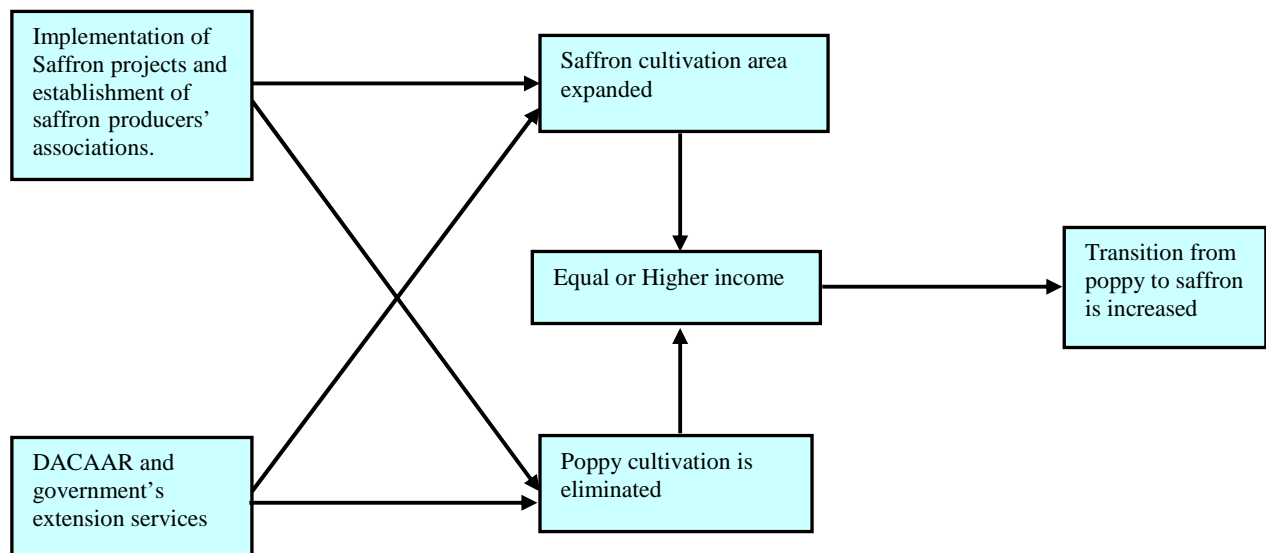 Implementation of
Saffron projects and
establishment of
saffron producers’
associations.
Saffron cultivation area
expanded
Equal or Higher income
Transition from
poppy to saffron
is increased
DACAAR and
government’s
extension services
Poppy cultivation is
eliminated